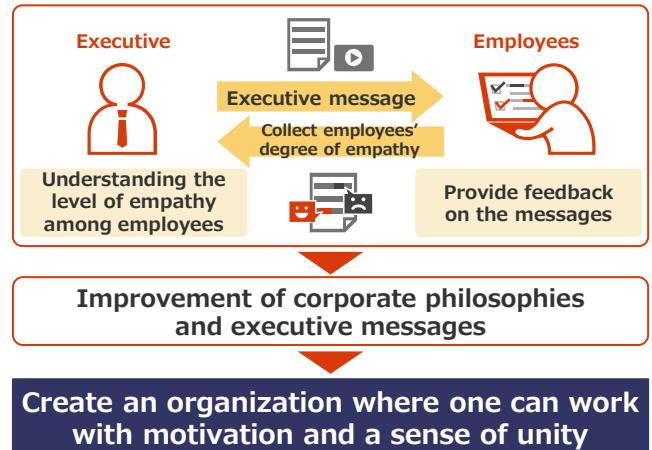 Executive
Employees
Executive message
Collect employees'
degree of empathy
Understanding the
level of empathy
among employees
Provide feedback
on the messages
Improvement of corporate philosophies
and executive messages
Create an organization where one can work
with motivation and a sense of unity